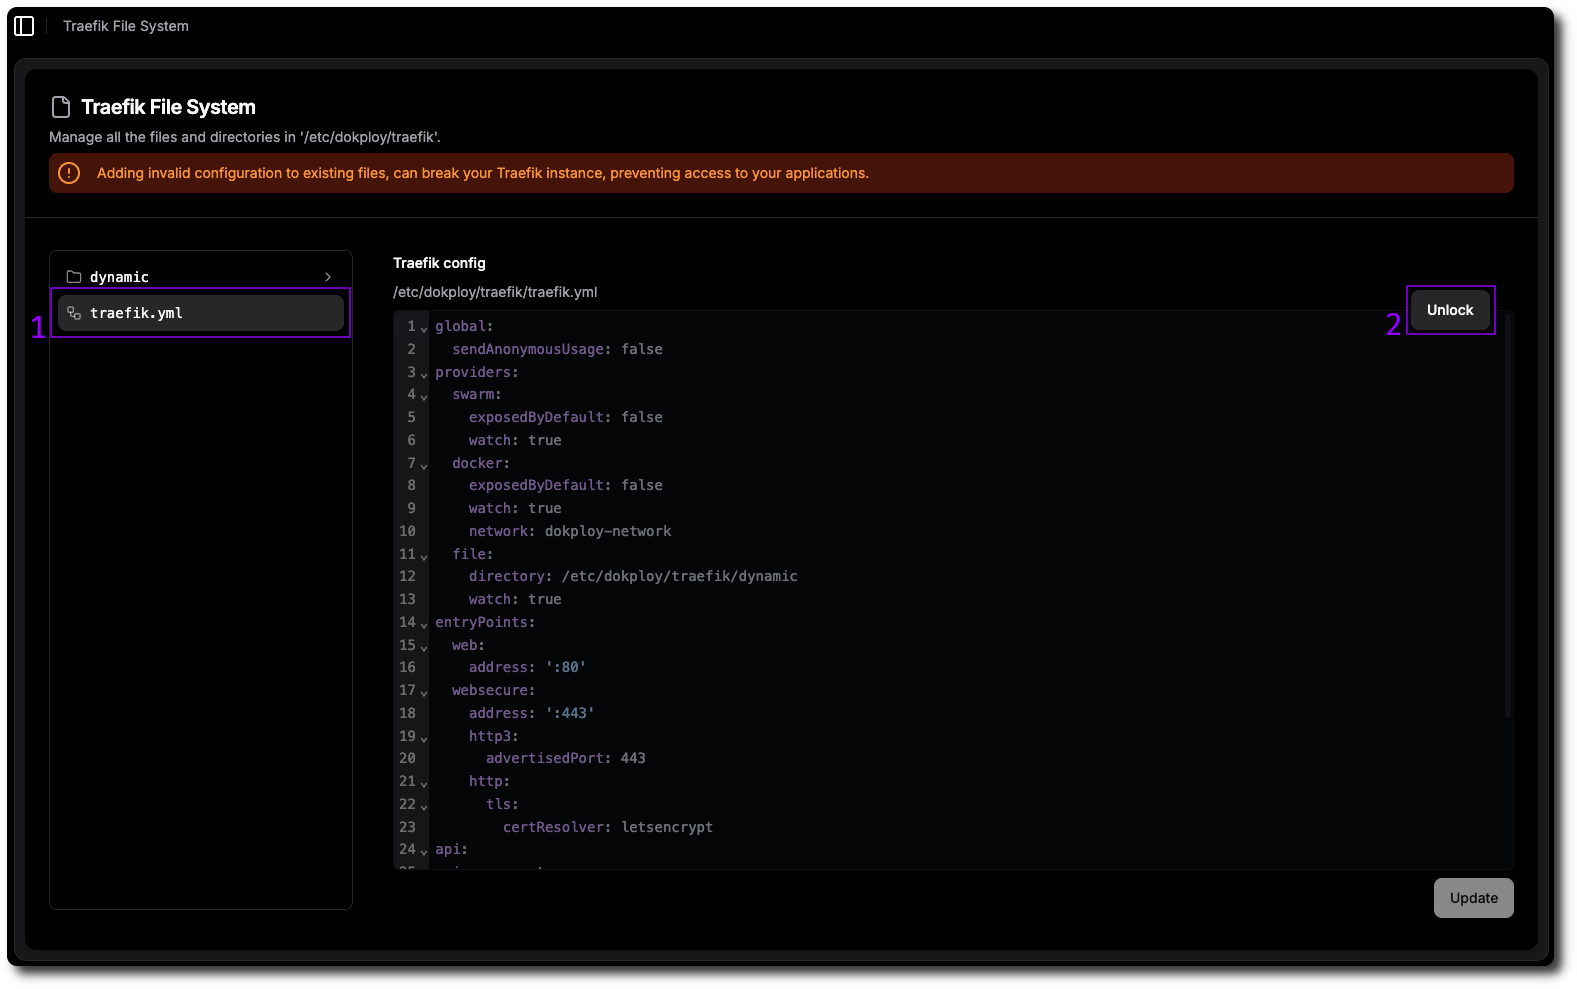 Traefik File System
Traefik File System
Manage all the files and directories in '/etc/dokploy/traefik'.
Adding invalid configuration to existing files, can break your Traefik instance, preventing access to your applications.
dynamic
1 traefik.yml
Traefik config
/etc/dokploy/traefik/traefik.yml
2 Unlock
1 global:
2 sendAnonymousUsage: false
3 providers:
4 swarm:
5 exposedByDefault: false
6 watch: true
7 docker:
8 exposedByDefault: false
9 watch: true
10 network: dokploy-network
11 file:
12 directory: /etc/dokploy/traefik/dynamic
13 watch: true
14 entryPoints:
15 web:
16 address: ':80'
17 websecure:
18 address: ':443'
19 http3:
20 advertisedPort: 443
21 http:
22 tls:
23 certResolver: letsencrypt
24 api:
Update